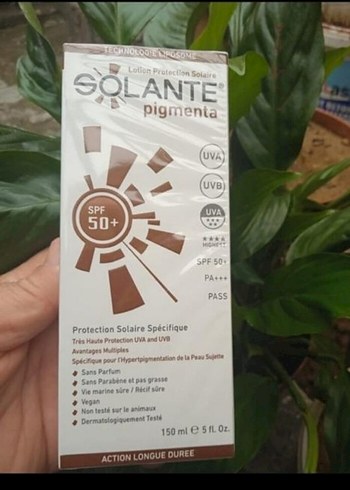 TECHNOLOGIE LIPOSOME
Lotion Protection Solaire
SOLANTE®
pigmenta
UVA
UVB
UVA
HIGHEST
SPF
50+
SPF 50+
PA+++
PASS
Protection Solaire Spécifique
Très Haute Protection UVA and UVB
Avantages Multiples
Spécifique pour l'Hypertpigmentation de la Peau Sujette
Sans Parfum
Sans Parabène et pas grasse
Vie marine sûre / Récif sûre
Vegan
Non testé sur le animaux
Dermatologiquement Testé
150 ml ℮ 5 fl. Oz.
ACTION LONGUE DUREE